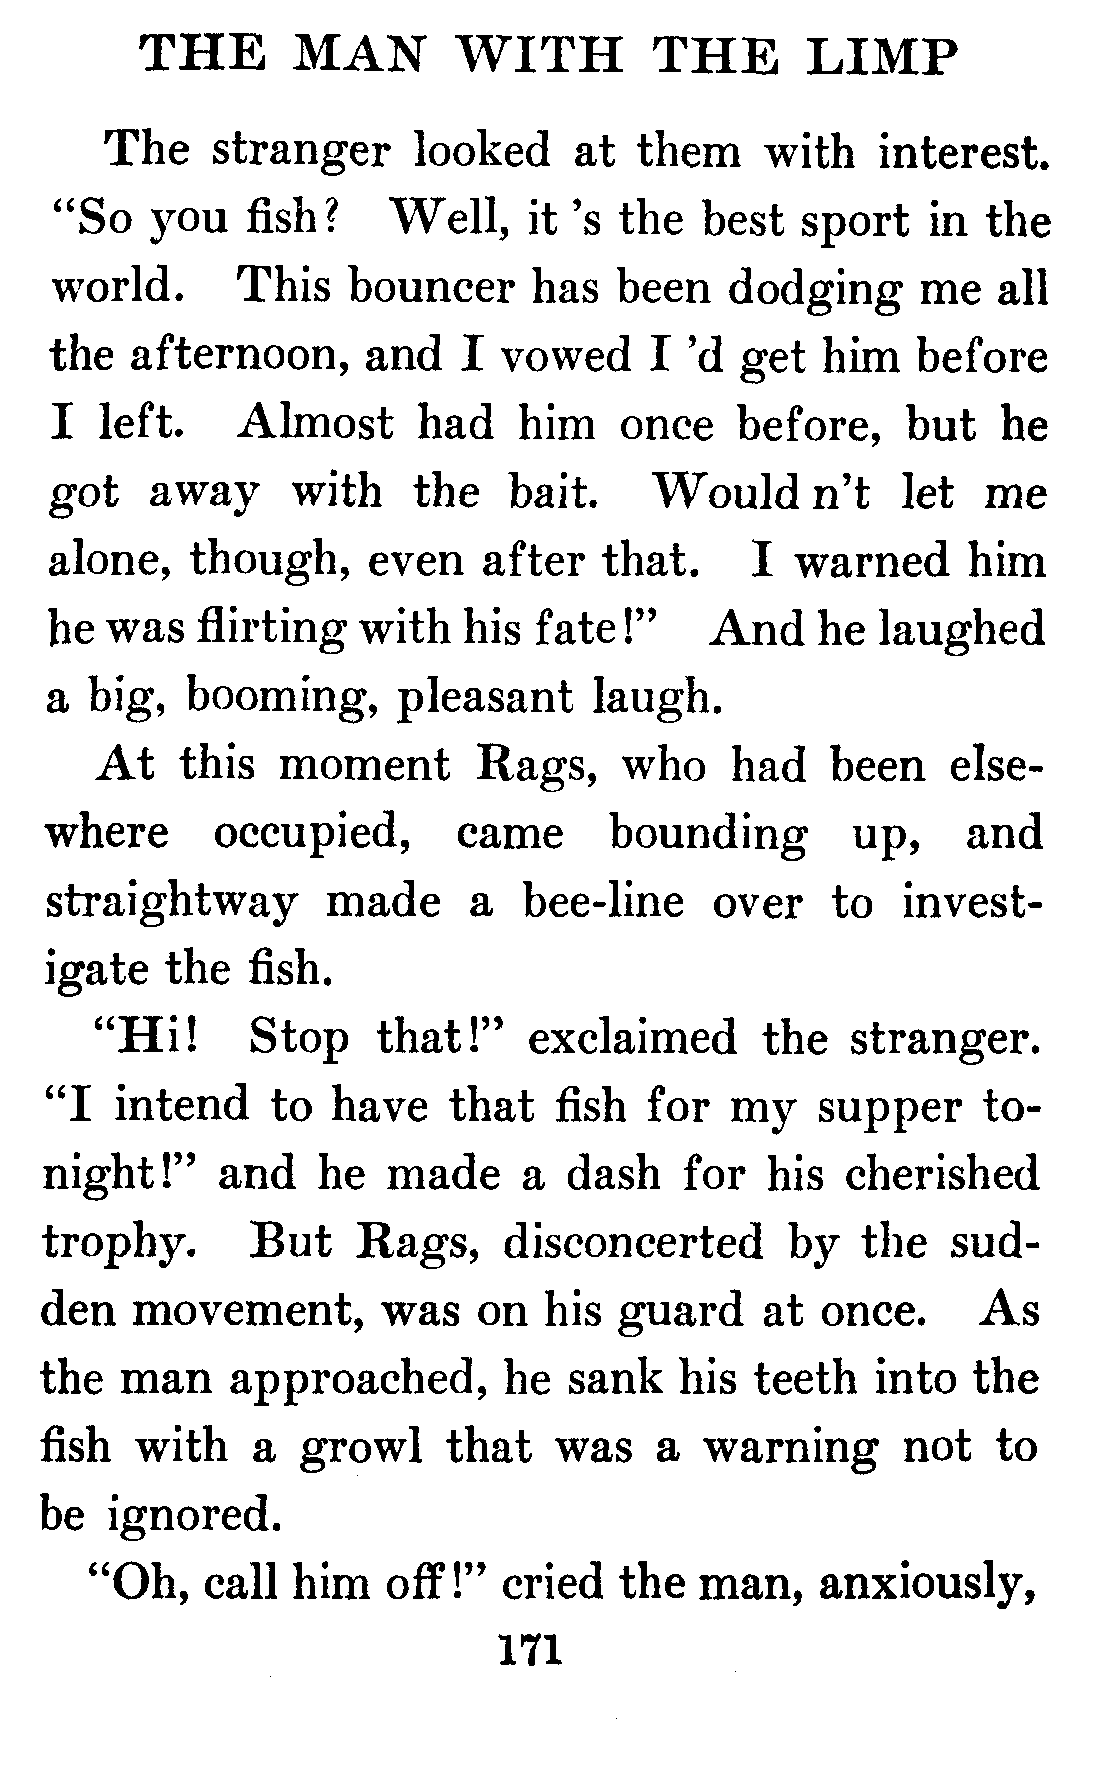 THE MAN WITH THE LIMP
The stranger looked at them with interest.
“So you fish? Well, it ’s the best sport in the
world. This bouncer has been dodging me all
the afternoon, and I vowed I ’d get him before
I left. Almost had him once before, but he
got away with the bait. Would n’t let me
alone, though, even after that. I warned him
he was flirting with his fate!” And he laughed
a big, booming, pleasant laugh.
At this moment Rags, who had been else-
where occupied, came bounding up, and
straightway made a bee-line over to invest-
igate the fish.
“Hi! Stop that!” exclaimed the stranger.
“I intend to have that fish for my supper to-
night!” and he made a dash for his cherished
trophy. But Rags, disconcerted by the sud-
den movement, was on his guard at once. As
the man approached, he sank his teeth into the
fish with a growl that was a warning not to
be ignored.
“Oh, call him off!” cried the man, anxiously,
171